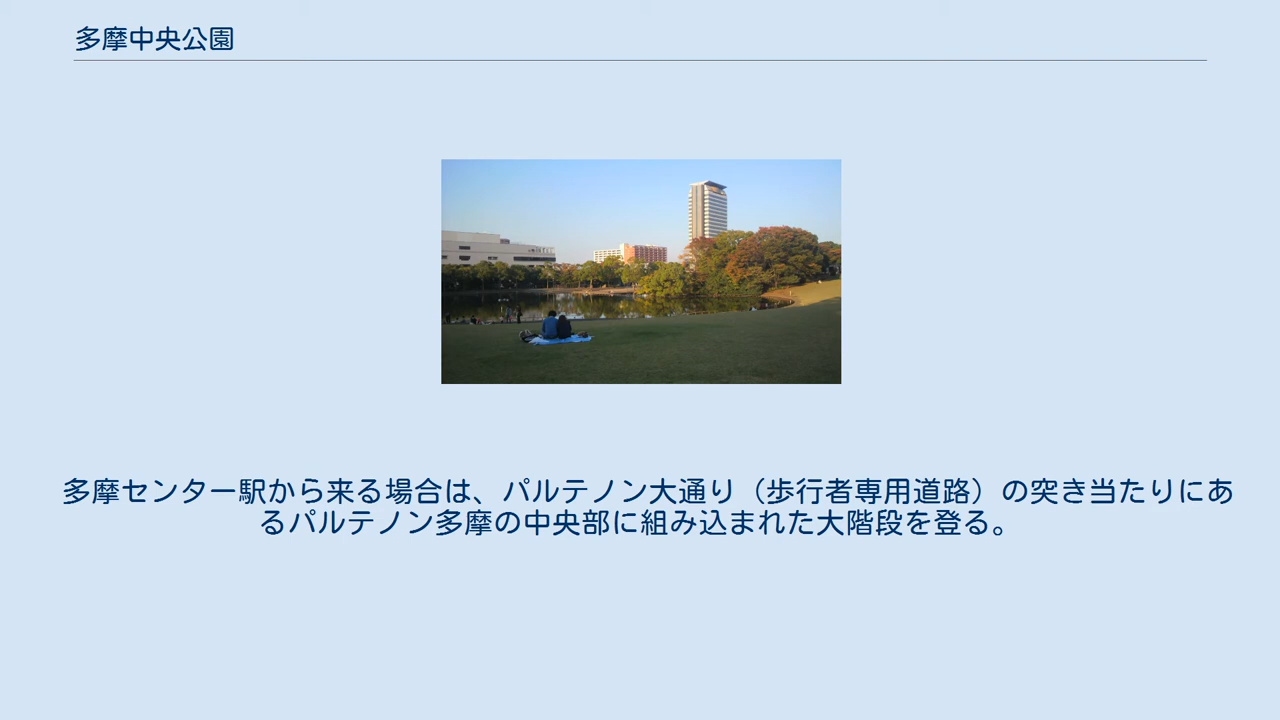 多摩中央公園
多摩センター駅から来る場合は、パルテノン大通り（歩行者専用道路）の突き当たりにあ
るパルテノン多摩の中央部に組み込まれた大階段を登る。